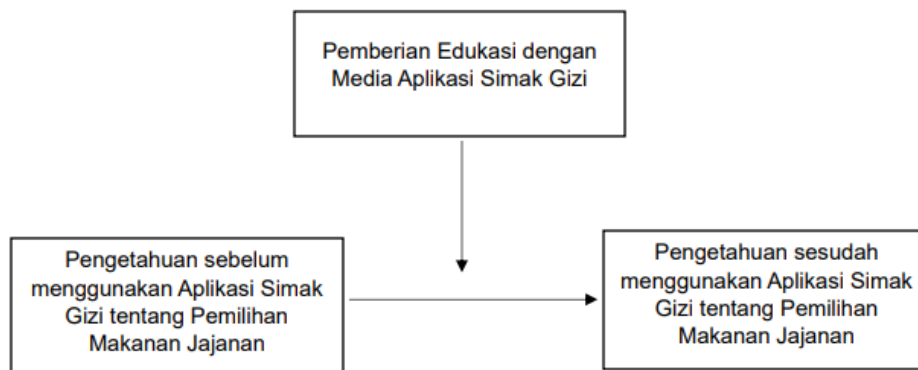 Pemberian Edukasi dengan
Media Aplikasi Simak Gizi
Pengetahuan sebelum
menggunakan Aplikasi Simak
Gizi tentang Pemilihan
Makanan Jajanan
Pengetahuan sesudah
menggunakan Aplikasi Simak
Gizi tentang Pemilihan
Makanan Jajanan